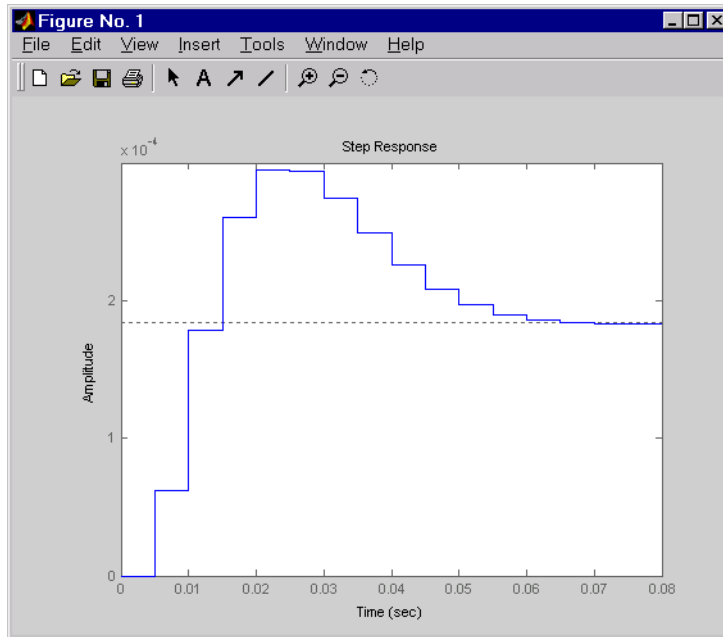 Figure No. 1
File Edit View Insert Tools Window Help
A
x 10⁻⁴
Step Response
2
1
0
Amplitude
0 0.01 0.02 0.03 0.04 0.05 0.06 0.07 0.08
Time (sec)